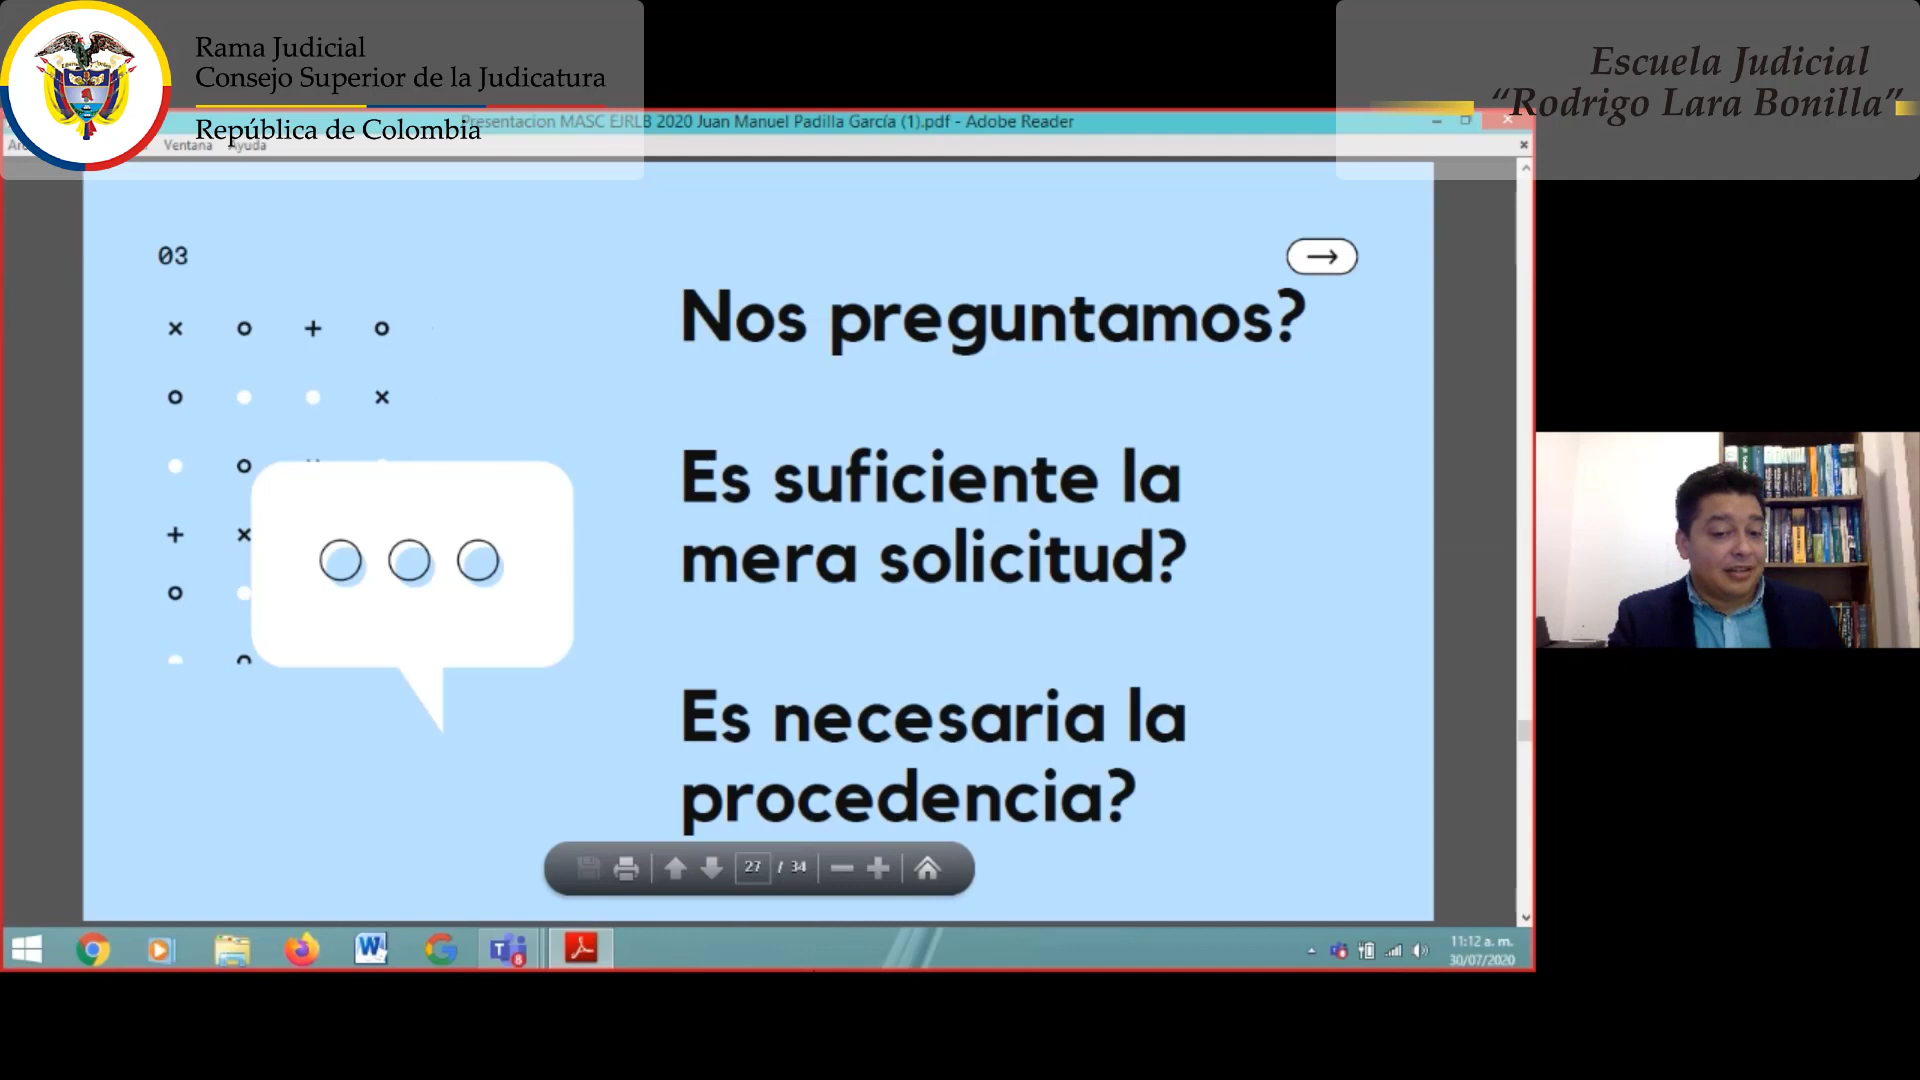 Rama Judicial
Consejo Superior de la Judicatura
República de Colombia
Escuela Judicial
“Rodrigo Lara Bonilla”
Presentacion MASC EJRLB 2020 Juan Manuel Padilla García (1).pdf - Adobe Reader
Ventana Ayuda
03
Nos preguntamos?
Es suficiente la
mera solicitud?
Es necesaria la
procedencia?
27 / 34
11:12 a. m.
30/07/2020